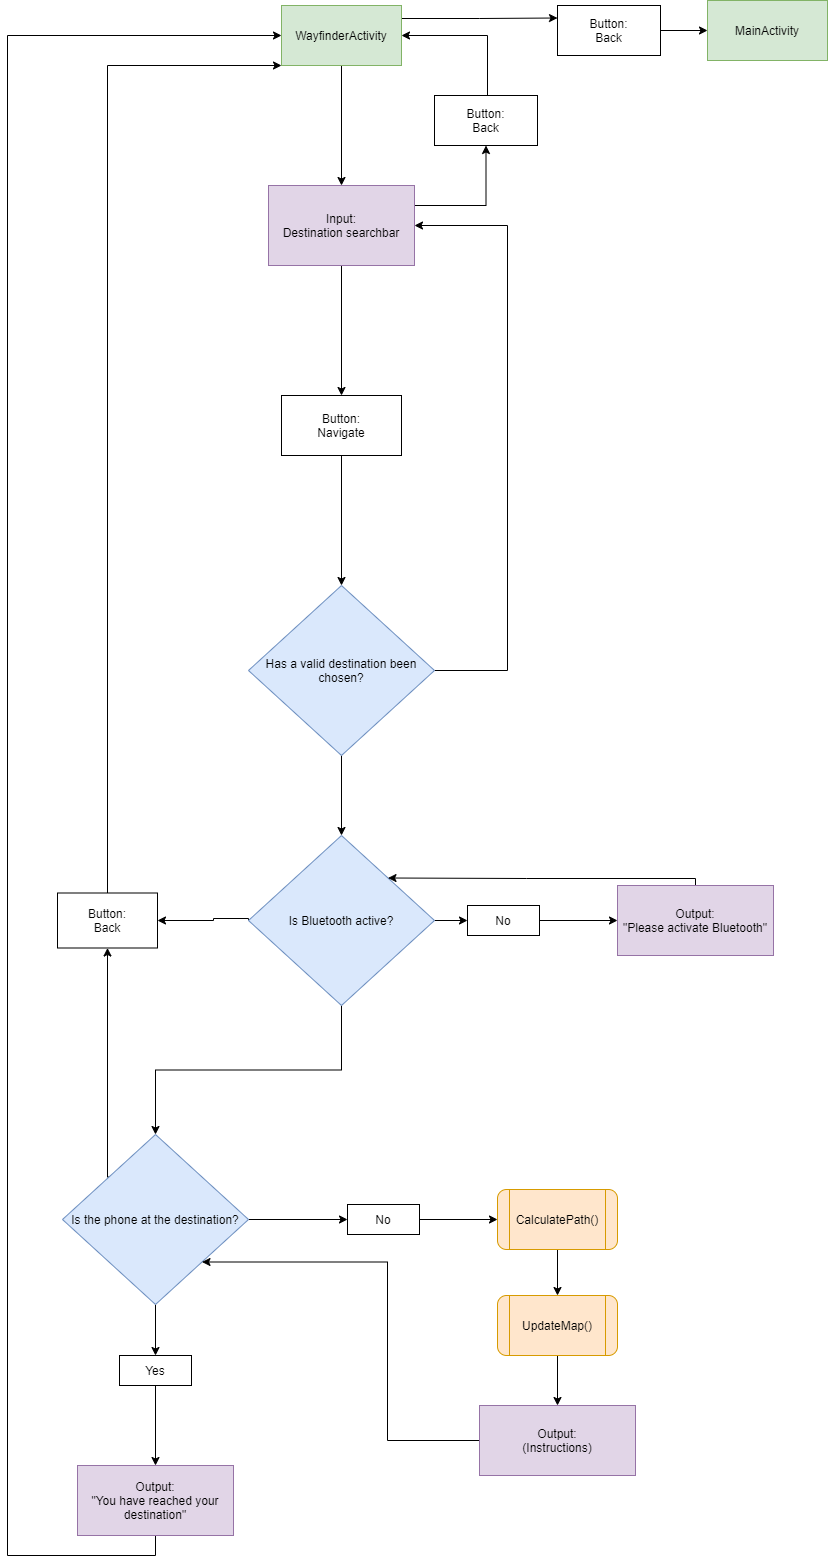 WayfinderActivity
Button:
Back
MainActivity
Button:
Back
Input:
Destination searchbar
Button:
Navigate
Has a valid destination been
chosen?
Button:
Back
Is Bluetooth active?
No
Output:
"Please activate Bluetooth"
Is the phone at the destination?
No
CalculatePath()
UpdateMap()
Yes
Output:
(Instructions)
Output:
"You have reached your
destination"